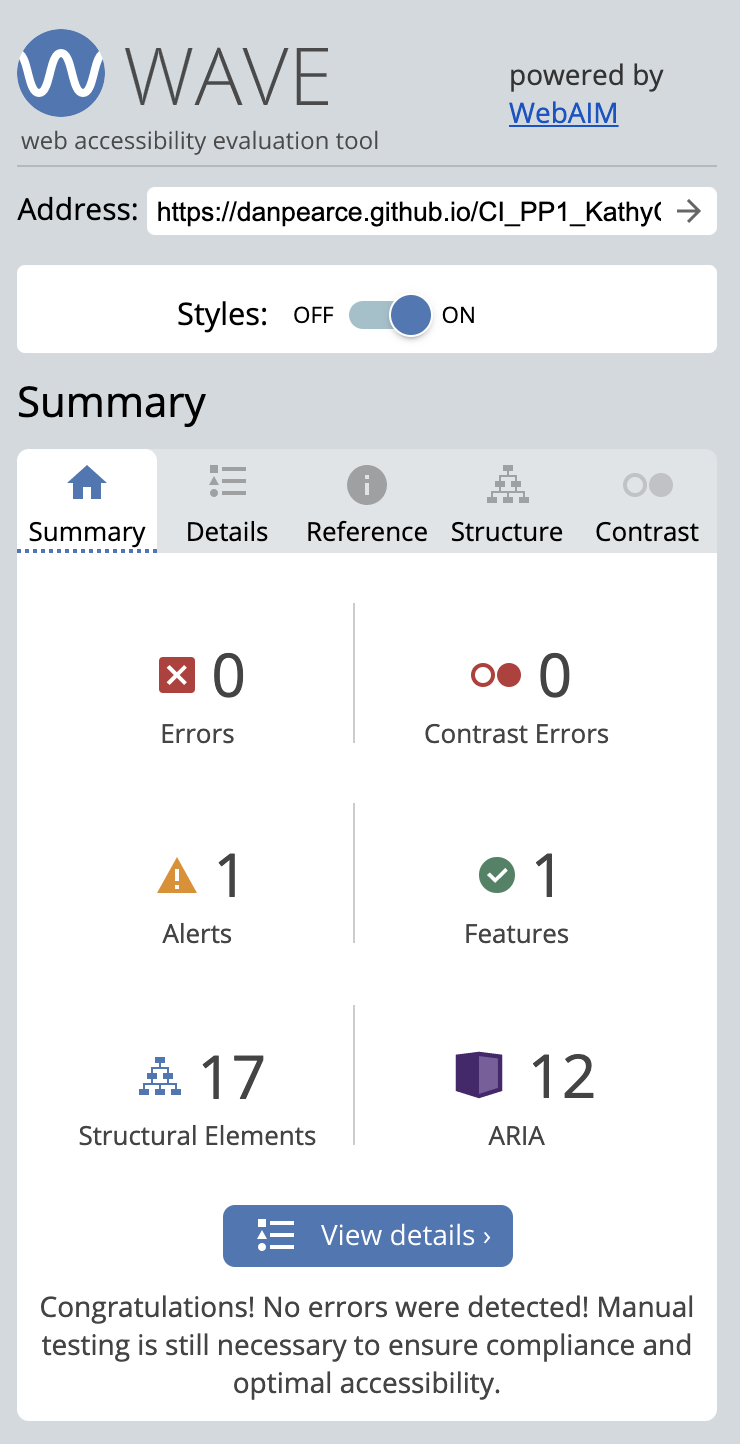 WAVE
powered by
WebAIM
web accessibility evaluation tool
Address: https://danpearce.github.io/CI_PP1_Kathy
Styles: OFF ON
Summary
Summary Details Reference Structure Contrast
0 0
Errors Contrast Errors
1 1
Alerts Features
17 12
Structural Elements ARIA
View details ›
Congratulations! No errors were detected! Manual
testing is still necessary to ensure compliance and
optimal accessibility.